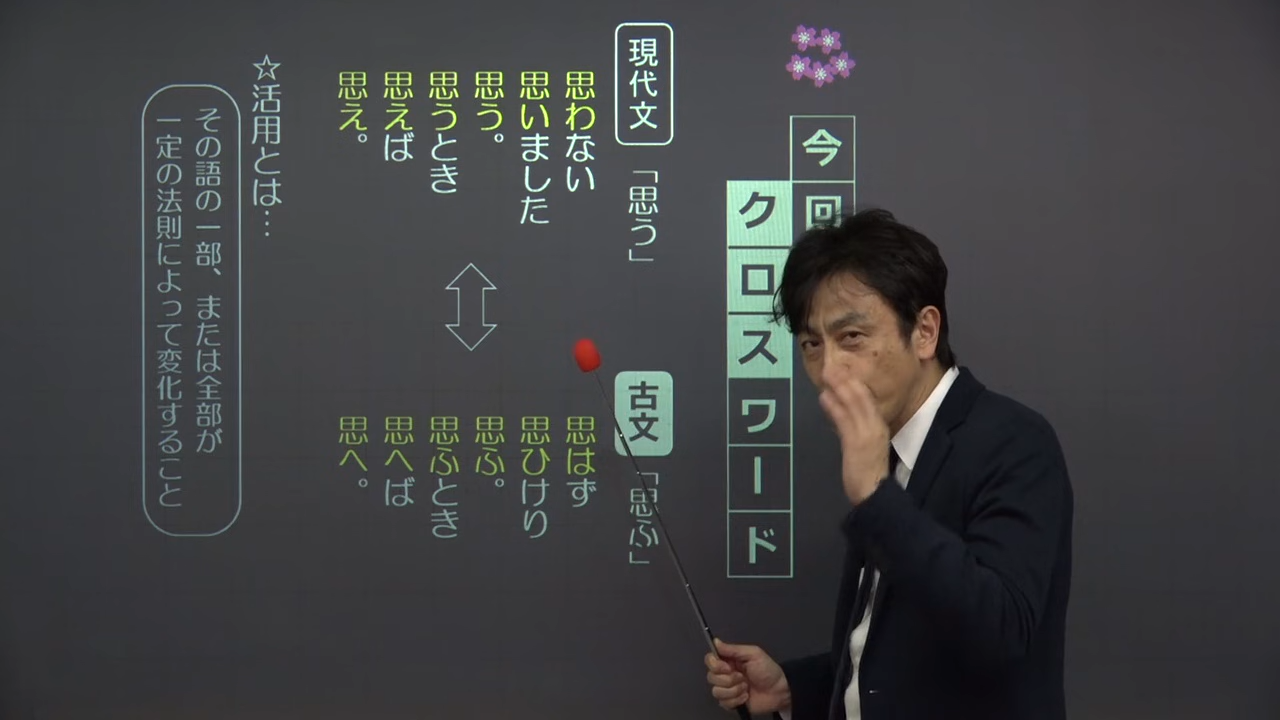 今回
クロスワード
現代文「思う」
思わない
思いました
思う。
思うとき
思えば
思え。
古文「思ふ」
思はず
思ひけり
思ふ。
思ふとき
思へば
思へ。
☆活用とは…
その語の一部、または全部が
一定の法則によって変化すること